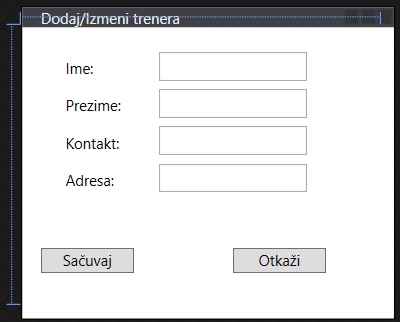 Dodaj/Izmeni trenera
Ime:
Prezime:
Kontakt:
Adresa:
Sačuvaj Otkaži